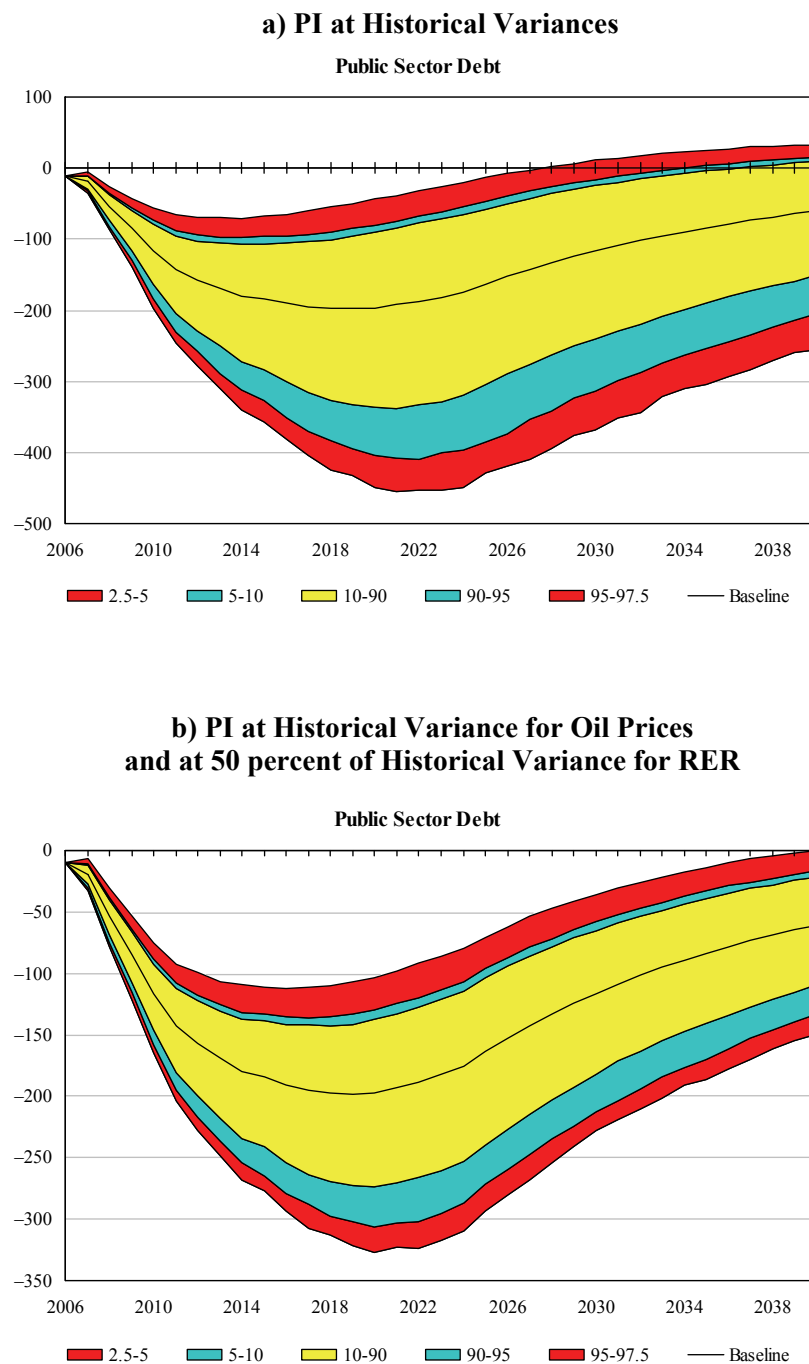 a) PI at Historical Variances
Public Sector Debt
100
0
–100
–200
–300
–400
–500
2006 2010 2014 2018 2022 2026 2030 2034 2038
2.5-5 5-10 10-90 90-95 95-97.5 Baseline
b) PI at Historical Variance for Oil Prices
and at 50 percent of Historical Variance for RER
Public Sector Debt
0
–50
–100
–150
–200
–250
–300
–350
2006 2010 2014 2018 2022 2026 2030 2034 2038
2.5-5 5-10 10-90 90-95 95-97.5 Baseline